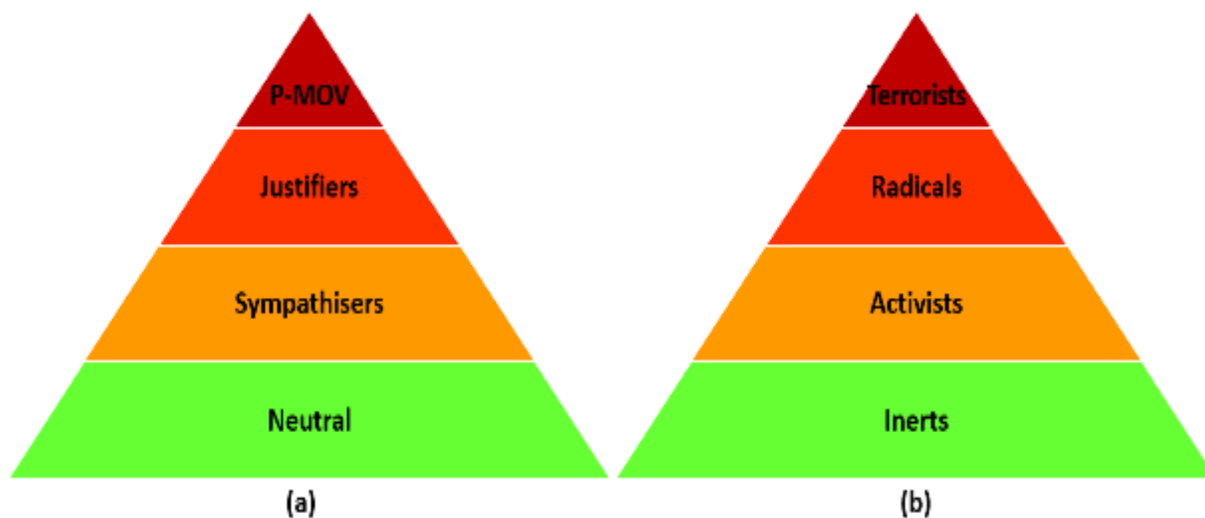 P-MOV
Justifiers
Sympathisers
Neutral
(a)
Terrorists
Radicals
Activists
Inerts
(b)